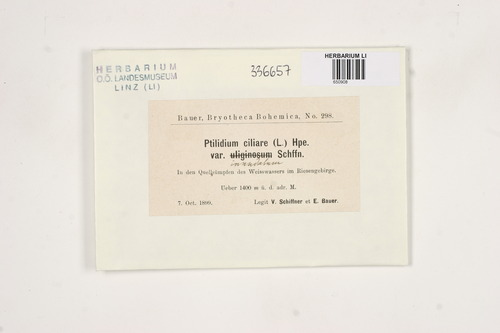 HERBARIUM
O.Ö. LANDESMUSEUM
LINZ (LI)
336657
HERBARIUM LI
Bauer, Bryotheca Bohemica, No. 298.
Ptilidium ciliare (L.) Hpe.
var. uliginosum Schffn.
inundatum
In den Quellsümpfen des Weisswassers im Riesengebirge.
Ueber 1400 m ü. d. adr. M.
7. Oct. 1899.
Legit V. Schiffner et E. Bauer.